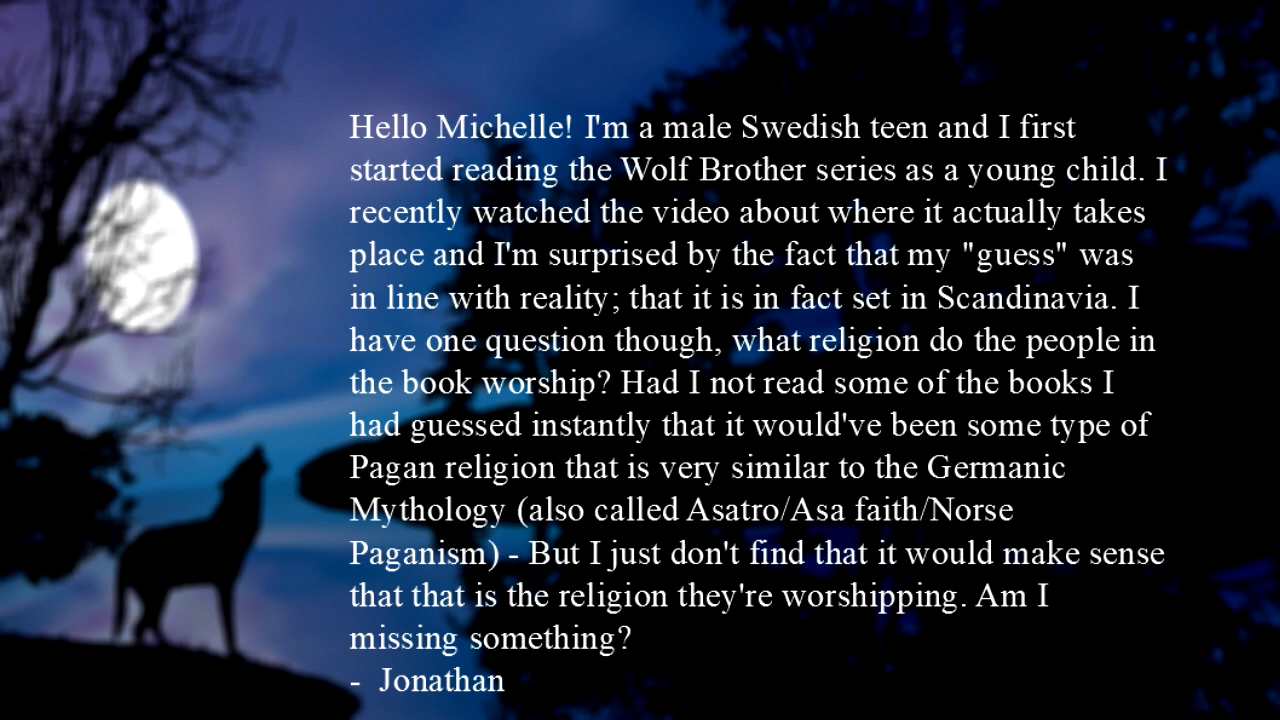 Hello Michelle! I'm a male Swedish teen and I first
started reading the Wolf Brother series as a young child. I
recently watched the video about where it actually takes
place and I'm surprised by the fact that my "guess" was
in line with reality; that it is in fact set in Scandinavia. I
have one question though, what religion do the people in
the book worship? Had I not read some of the books I
had guessed instantly that it would've been some type of
Pagan religion that is very similar to the Germanic
Mythology (also called Asatro/Asa faith/Norse
Paganism) - But I just don't find that it would make sense
that that is the religion they're worshipping. Am I
missing something?
- Jonathan